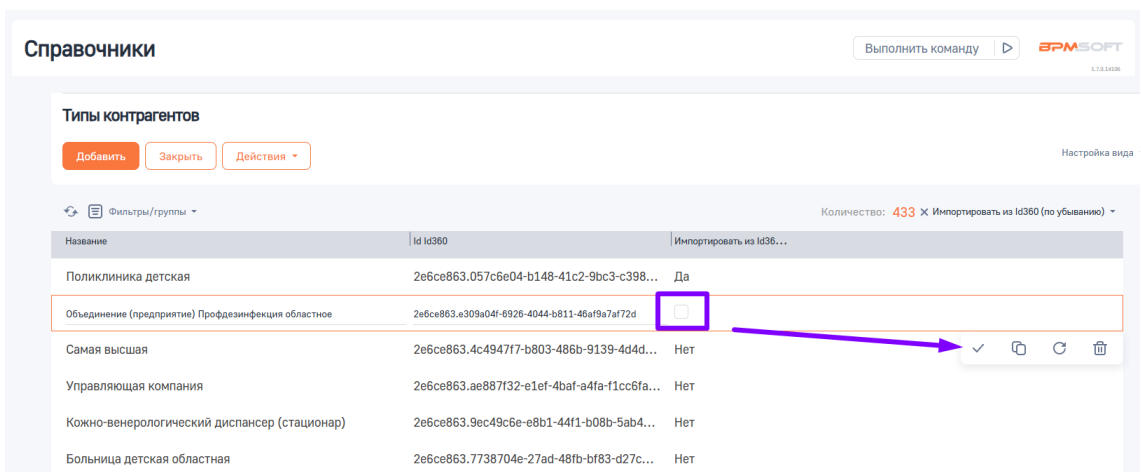 Справочники
Выполнить команду
BPMSOFT
1.7.0.14106
Типы контрагентов
Добавить Закрыть Действия
Настройка вида
Фильтры/группы
Количество: 433 × Импортировать из Id360 (по убыванию)
Название Id Id360 Импортировать из Id36...
Поликлиника детская 2e6ce863.057c6e04-b148-41c2-9bc3-c398... Да
Объединение (предприятие) Профдезинфекция областное 2e6ce863.e309a04f-6926-4044-b811-46af9a7af72d
Самая высшая 2e6ce863.4c4947f7-b803-486b-9139-4d4d... Нет
Управляющая компания 2e6ce863.ae887f32-e1ef-4baf-a4fa-f1cc6fa... Нет
Кожно-венерологический диспансер (стационар) 2e6ce863.9ec49c6e-e8b1-44f1-b08b-5ab4... Нет
Больница детская областная 2e6ce863.7738704e-27ad-48fb-bf83-d27c... Нет